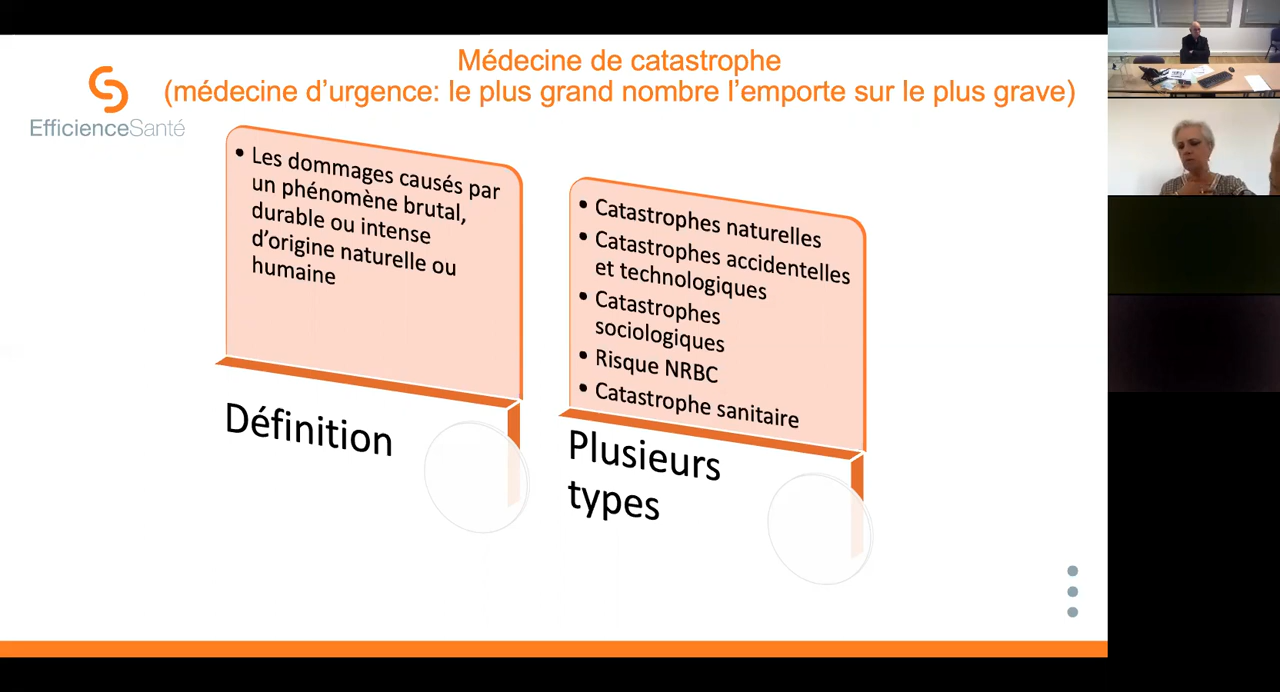 Médecine de catastrophe
(médecine d’urgence: le plus grand nombre l’emporte sur le plus grave)
EfficienceSanté
• Les dommages causés par
un phénomène brutal,
durable ou intense
d’origine naturelle ou
humaine
Définition
• Catastrophes naturelles
• Catastrophes accidentelles
et technologiques
• Catastrophes
sociologiques
• Risque NRBC
• Catastrophe sanitaire
Plusieurs
types